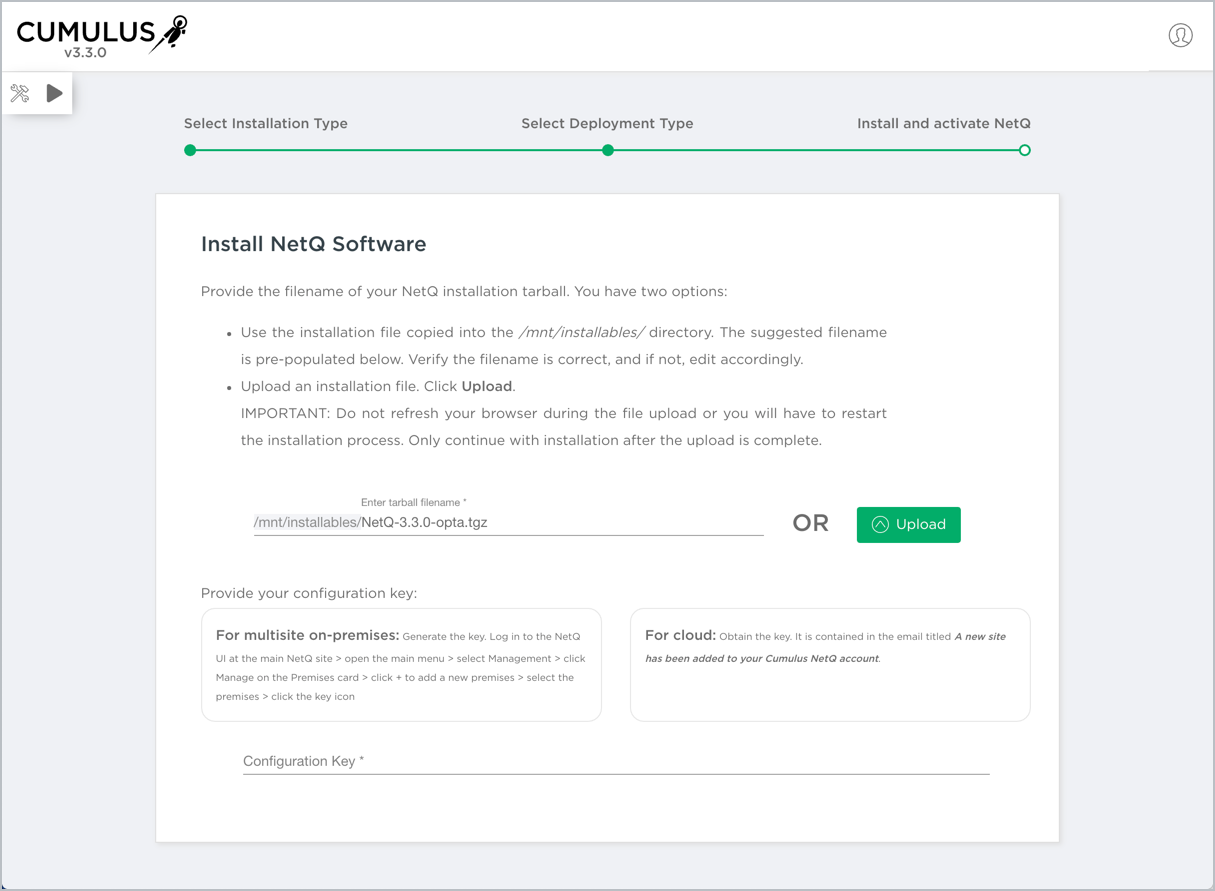 CUMULUS
v3.3.0
Select Installation Type
Select Deployment Type
Install and activate NetQ
Install NetQ Software
Provide the filename of your NetQ installation tarball. You have two options:
• Use the installation file copied into the /mnt/installables/ directory. The suggested filename
is pre-populated below. Verify the filename is correct, and if not, edit accordingly.
• Upload an installation file. Click Upload.
IMPORTANT: Do not refresh your browser during the file upload or you will have to restart
the installation process. Only continue with installation after the upload is complete.
Enter tarball filename *
/mnt/installables/NetQ-3.3.0-opta.tgz
OR
Upload
Provide your configuration key:
For multisite on-premises: Generate the key. Log in to the NetQ
UI at the main NetQ site > open the main menu > select Management > click
Manage on the Premises card > click + to add a new premises > select the
premises > click the key icon
For cloud: Obtain the key. It is contained in the email titled A new site
has been added to your Cumulus NetQ account.
Configuration Key *